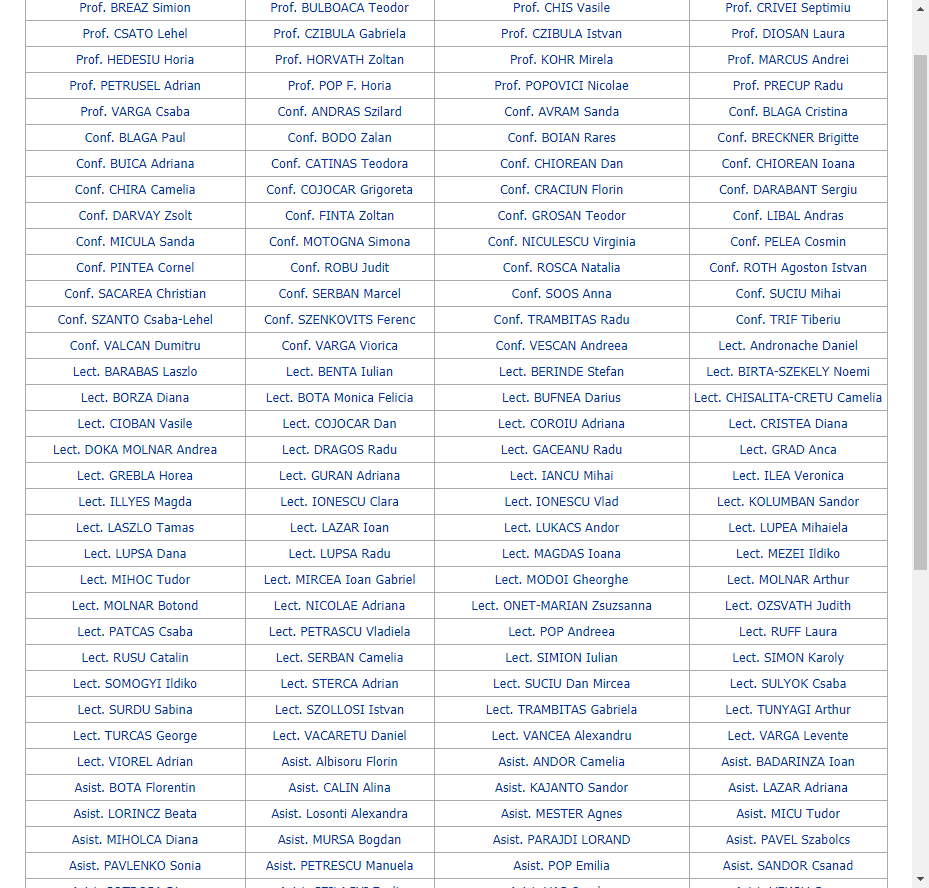 Prof. BREAZ Simion Prof. BULBOACA Teodor Prof. CHIS Vasile Prof. CRIVEI Septimiu
Prof. CSATO Lehel Prof. CZIBULA Gabriela Prof. CZIBULA Istvan Prof. DIOSAN Laura
Prof. HEDESIU Horia Prof. HORVATH Zoltan Prof. KOHR Mirela Prof. MARCUS Andrei
Prof. PETRUSEL Adrian Prof. POP F. Horia Prof. POPOVICI Nicolae Prof. PRECUP Radu
Prof. VARGA Csaba Conf. ANDRAS Szilard Conf. AVRAM Sanda Conf. BLAGA Cristina
Conf. BLAGA Paul Conf. BODO Zalan Conf. BOIAN Rares Conf. BRECKNER Brigitte
Conf. BUICA Adriana Conf. CATINAS Teodora Conf. CHIOREAN Dan Conf. CHIOREAN Ioana
Conf. CHIRA Camelia Conf. COJOCAR Grigoreta Conf. CRACIUN Florin Conf. DARABANT Sergiu
Conf. DARVAY Zsolt Conf. FINTA Zoltan Conf. GROSAN Teodor Conf. LIBAL Andras
Conf. MICULA Sanda Conf. MOTOGNA Simona Conf. NICULESCU Virginia Conf. PELEA Cosmin
Conf. PINTEA Cornel Conf. ROBU Judit Conf. ROSCA Natalia Conf. ROTH Agoston Istvan
Conf. SACAREA Christian Conf. SERBAN Marcel Conf. SOOS Anna Conf. SUCIU Mihai
Conf. SZANTO Csaba-Lehel Conf. SZENKOVITS Ferenc Conf. TRAMBITAS Radu Conf. TRIF Tiberiu
Conf. VALCAN Dumitru Conf. VARGA Viorica Conf. VESCAN Andreea Lect. Andronache Daniel
Lect. BARABAS Laszlo Lect. BENTA Iulian Lect. BERINDE Stefan Lect. BIRTA-SZEKELY Noemi
Lect. BORZA Diana Lect. BOTA Monica Felicia Lect. BUFNEA Darius Lect. CHISALITA-CRETU Camelia
Lect. CIOBAN Vasile Lect. COJOCAR Dan Lect. COROIU Adriana Lect. CRISTEA Diana
Lect. DOKA MOLNAR Andrea Lect. DRAGOS Radu Lect. GACEANU Radu Lect. GRAD Anca
Lect. GREBLA Horea Lect. GURAN Adriana Lect. IANCU Mihai Lect. ILEA Veronica
Lect. ILLYES Magda Lect. IONESCU Clara Lect. IONESCU Vlad Lect. KOLUMBAN Sandor
Lect. LASZLO Tamas Lect. LAZAR Ioan Lect. LUKACS Andor Lect. LUPEA Mihaiela
Lect. LUPSA Dana Lect. LUPSA Radu Lect. MAGDAS Ioana Lect. MEZEI Ildiko
Lect. MIHOC Tudor Lect. MIRCEA Ioan Gabriel Lect. MODOI Gheorghe Lect. MOLNAR Arthur
Lect. MOLNAR Botond Lect. NICOLAE Adriana Lect. ONET-MARIAN Zsuzsanna Lect. OZSVATH Judith
Lect. PATCAS Csaba Lect. PETRASCU Vladiela Lect. POP Andreea Lect. RUFF Laura
Lect. RUSU Catalin Lect. SERBAN Camelia Lect. SIMION Iulian Lect. SIMON Karoly
Lect. SOMOGYI Ildiko Lect. STERCA Adrian Lect. SUCIU Dan Mircea Lect. SULYOK Csaba
Lect. SURDU Sabina Lect. SZOLLOSI Istvan Lect. TRAMBITAS Gabriela Lect. TUNYAGI Arthur
Lect. TURCAS George Lect. VACARETU Daniel Lect. VANCEA Alexandru Lect. VARGA Levente
Lect. VIOREL Adrian Asist. Albisoru Florin Asist. ANDOR Camelia Asist. BADARINZA Ioan
Asist. BOTA Florentin Asist. CALIN Alina Asist. KAJANTO Sandor Asist. LAZAR Adriana
Asist. LORINCZ Beata Asist. Losonti Alexandra Asist. MESTER Agnes Asist. MICU Tudor
Asist. MIHOLCA Diana Asist. MURSA Bogdan Asist. PARAJDI LORAND Asist. PAVEL Szabolcs
Asist. PAVLENKO Sonia Asist. PETRESCU Manuela Asist. POP Emilia Asist. SANDOR Csanad